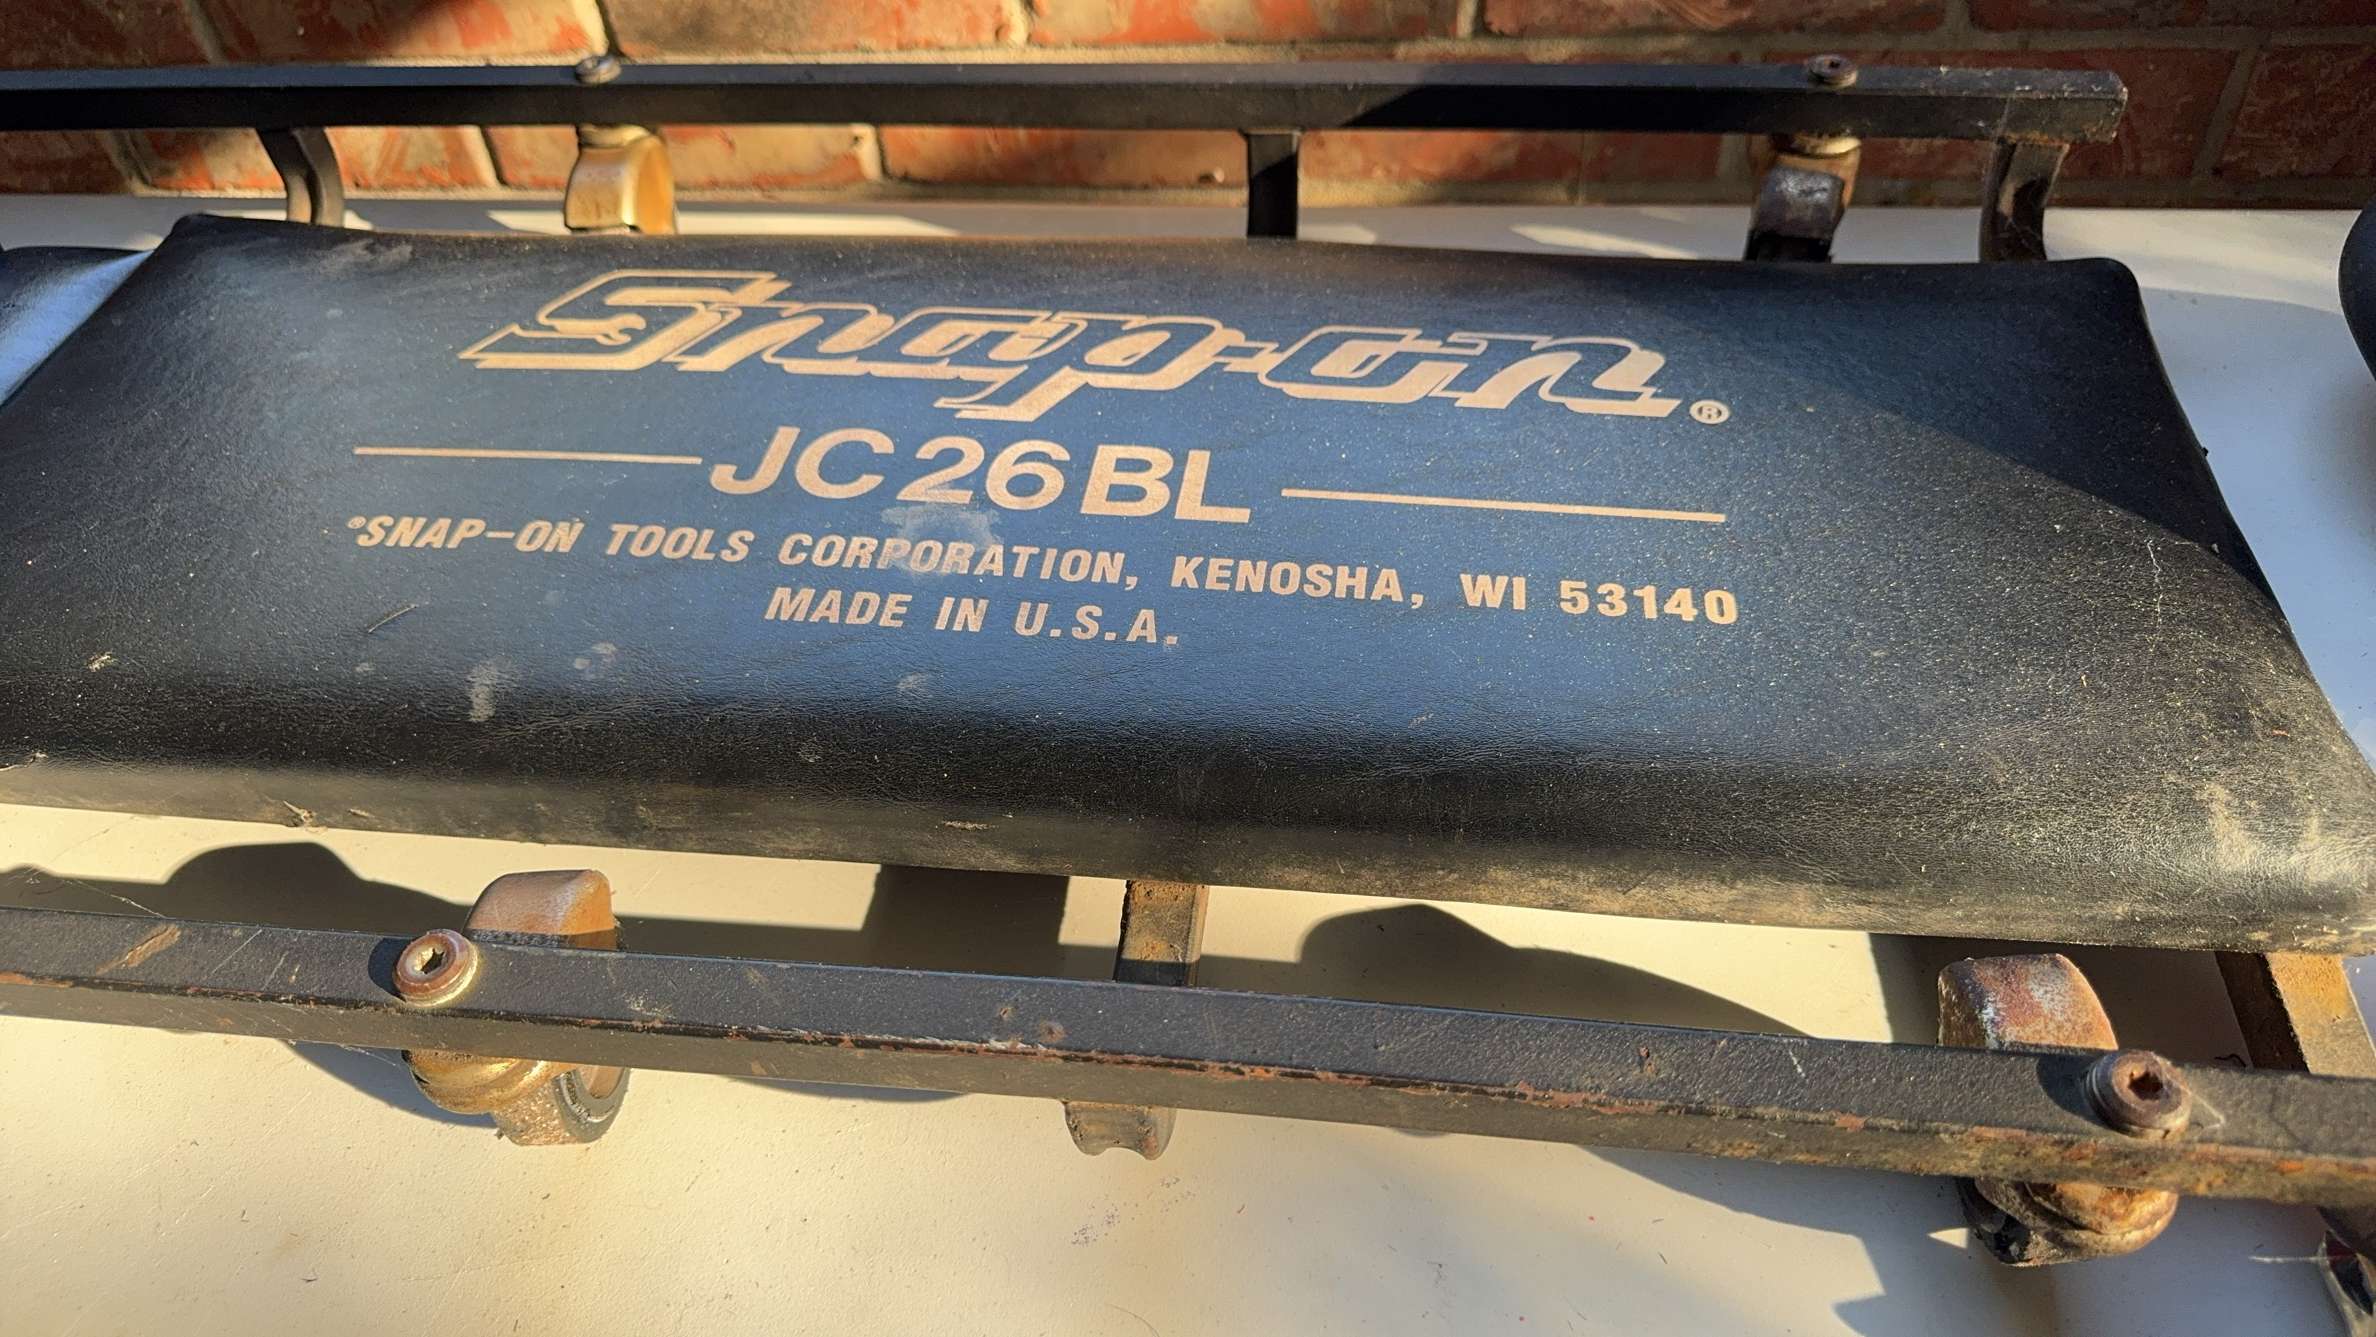 Snap-on®
JC26BL
®SNAP-ON TOOLS CORPORATION, KENOSHA, WI 53140
MADE IN U.S.A.